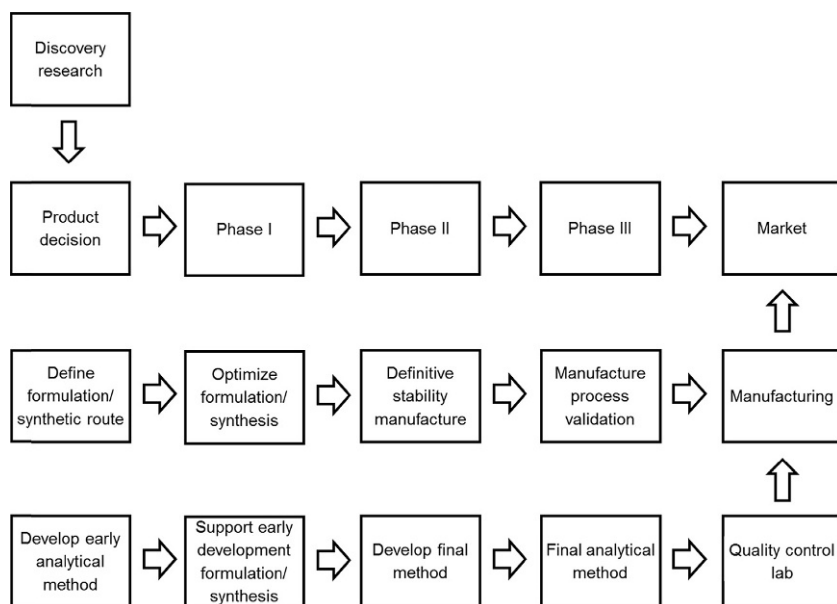 Discovery
research
Product
decision
Phase I
Phase II
Phase III
Market
Define
formulation/
synthetic route
Optimize
formulation/
synthesis
Definitive
stability
manufacture
Manufacture
process
validation
Manufacturing
Develop early
analytical
method
Support early
development
formulation/
synthesis
Develop final
method
Final analytical
method
Quality control
lab